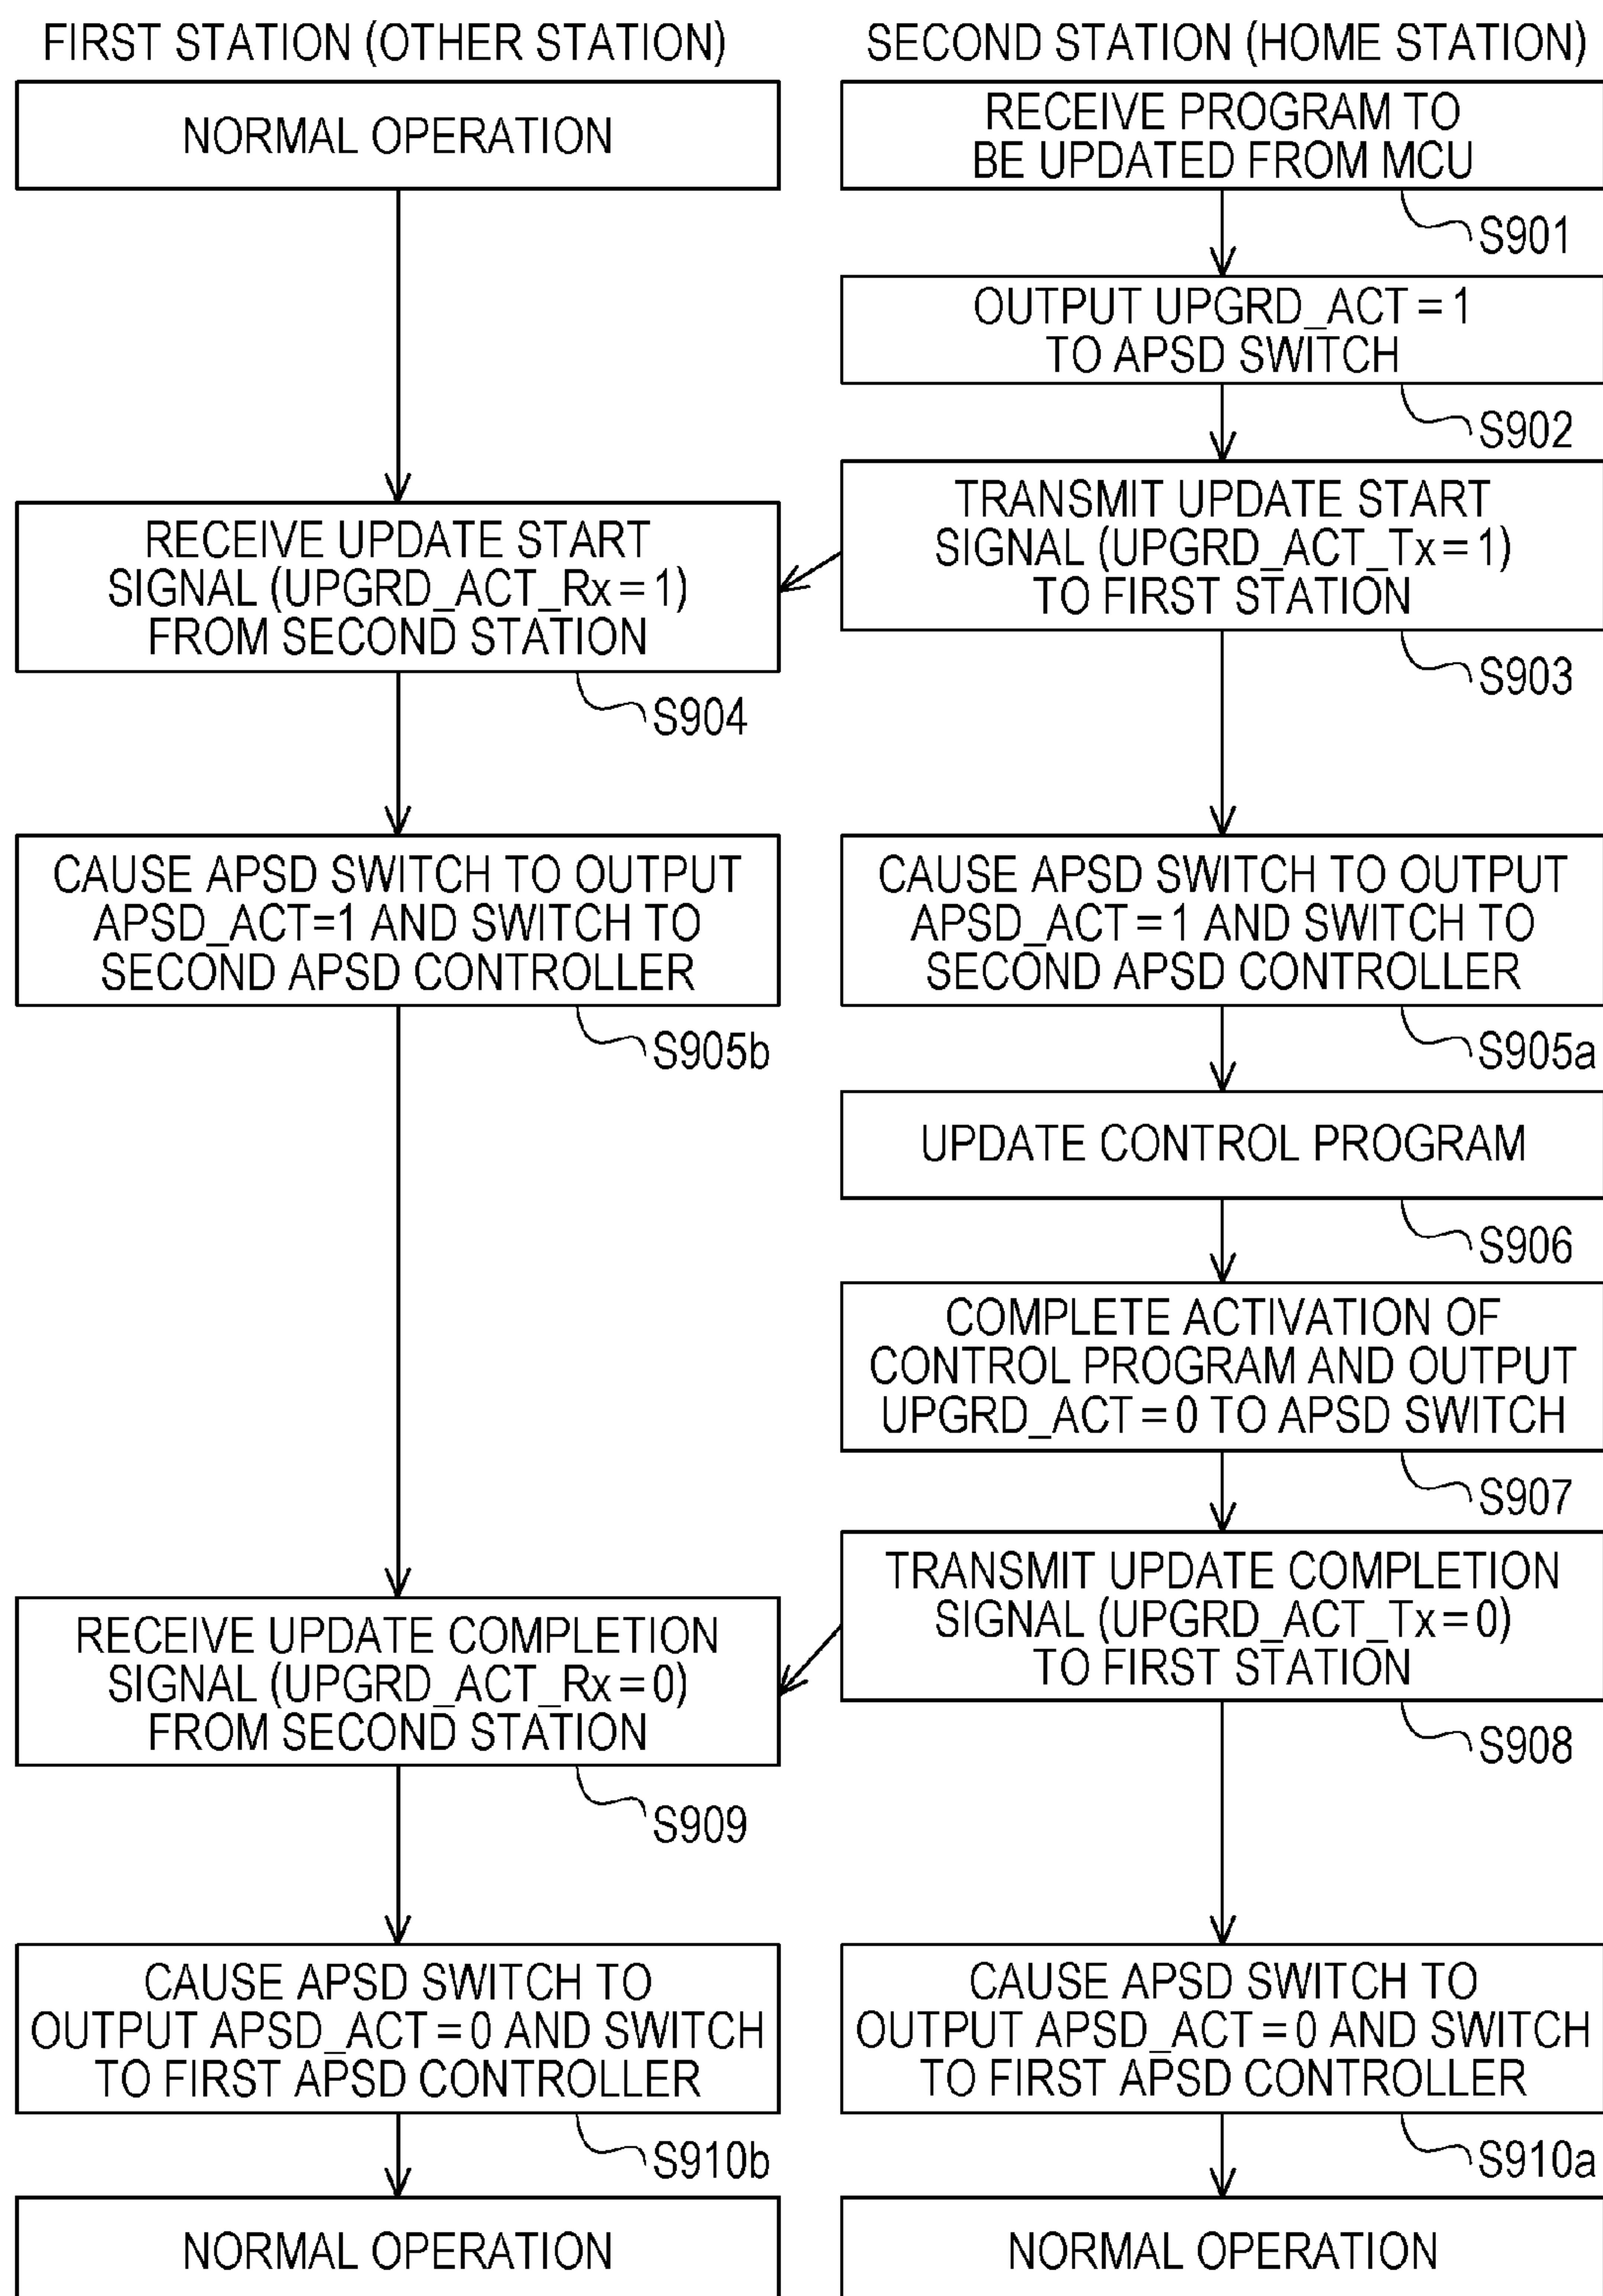 FIRST STATION (OTHER STATION)
SECOND STATION (HOME STATION)
NORMAL OPERATION
RECEIVE PROGRAM TO
BE UPDATED FROM MCU
S901
OUTPUT UPGRD_ACT = 1
TO APSD SWITCH
S902
TRANSMIT UPDATE START
SIGNAL (UPGRD_ACT_Tx = 1)
TO FIRST STATION
S903
RECEIVE UPDATE START
SIGNAL (UPGRD_ACT_Rx = 1)
FROM SECOND STATION
S904
CAUSE APSD SWITCH TO OUTPUT
APSD_ACT=1 AND SWITCH TO
SECOND APSD CONTROLLER
S905b
CAUSE APSD SWITCH TO OUTPUT
APSD_ACT = 1 AND SWITCH TO
SECOND APSD CONTROLLER
S905a
UPDATE CONTROL PROGRAM
S906
COMPLETE ACTIVATION OF
CONTROL PROGRAM AND OUTPUT
UPGRD_ACT = 0 TO APSD SWITCH
S907
TRANSMIT UPDATE COMPLETION
SIGNAL (UPGRD_ACT_Tx = 0)
TO FIRST STATION
S908
RECEIVE UPDATE COMPLETION
SIGNAL (UPGRD_ACT_Rx = 0)
FROM SECOND STATION
S909
CAUSE APSD SWITCH TO
OUTPUT APSD_ACT = 0 AND SWITCH
TO FIRST APSD CONTROLLER
S910b
CAUSE APSD SWITCH TO
OUTPUT APSD_ACT = 0 AND SWITCH
TO FIRST APSD CONTROLLER
S910a
NORMAL OPERATION
NORMAL OPERATION